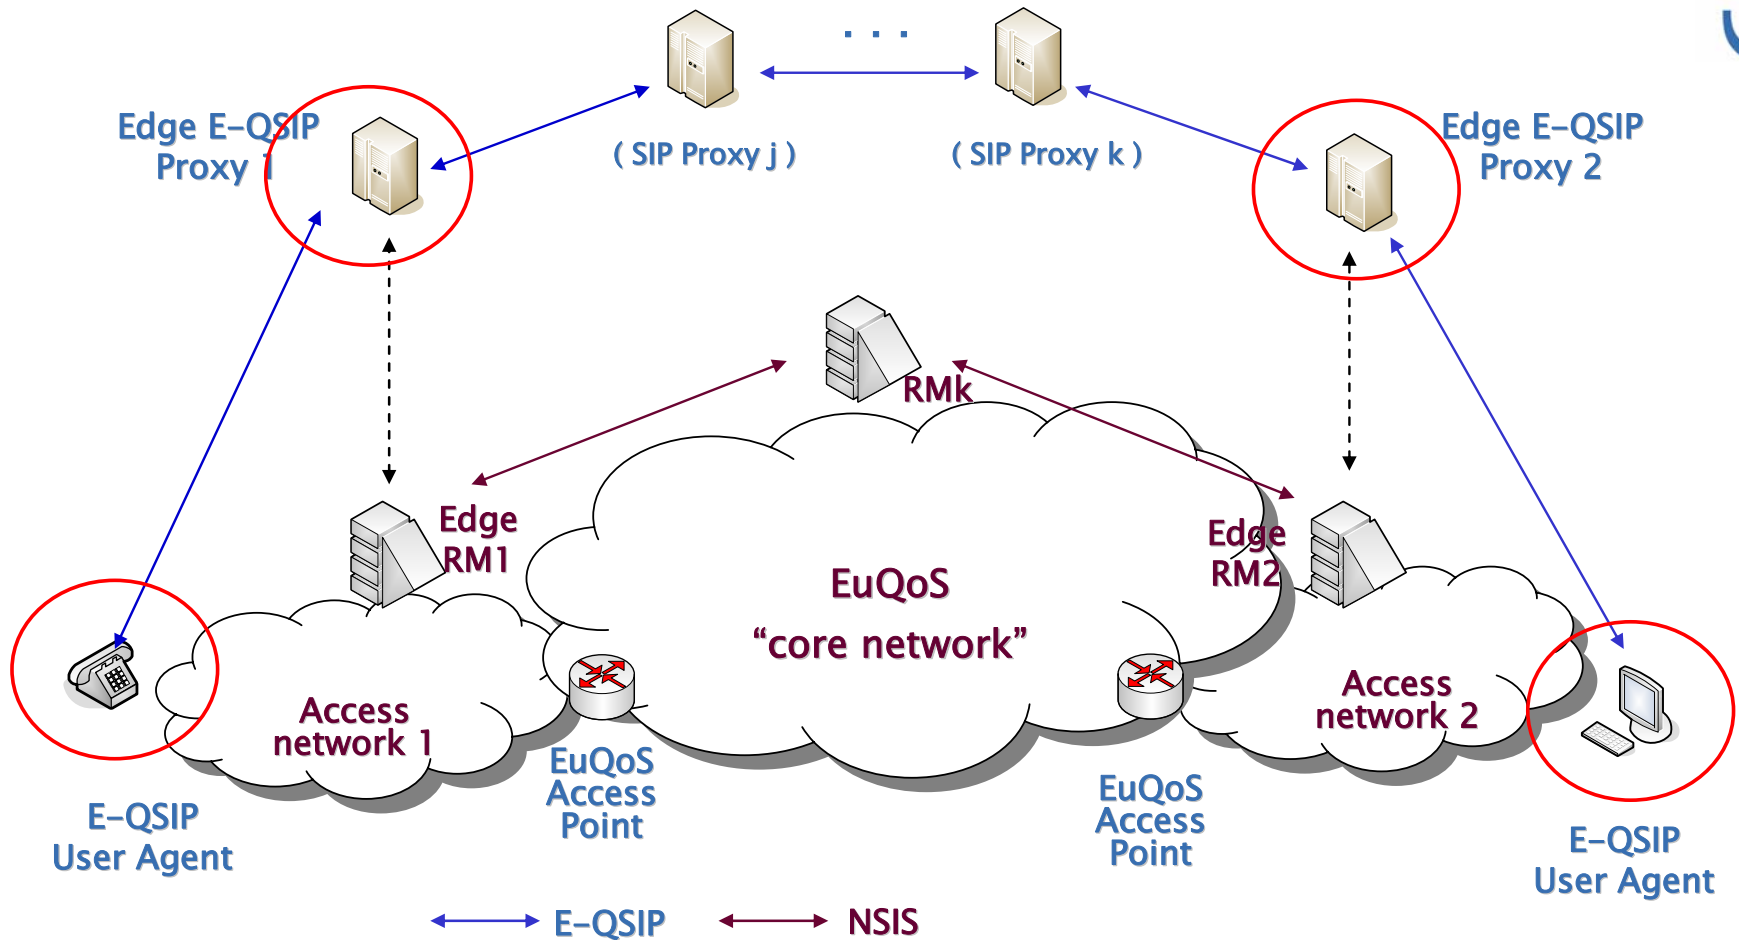 . . .
Edge E-QSIP
Proxy 1
( SIP Proxy j )
( SIP Proxy k )
Edge E-QSIP
Proxy 2
RMk
Edge
RM1
Edge
RM2
EuQoS
“core network”
Access
network 1
Access
network 2
EuQoS
Access
Point
EuQoS
Access
Point
E-QSIP
User Agent
E-QSIP
User Agent
E-QSIP
NSIS